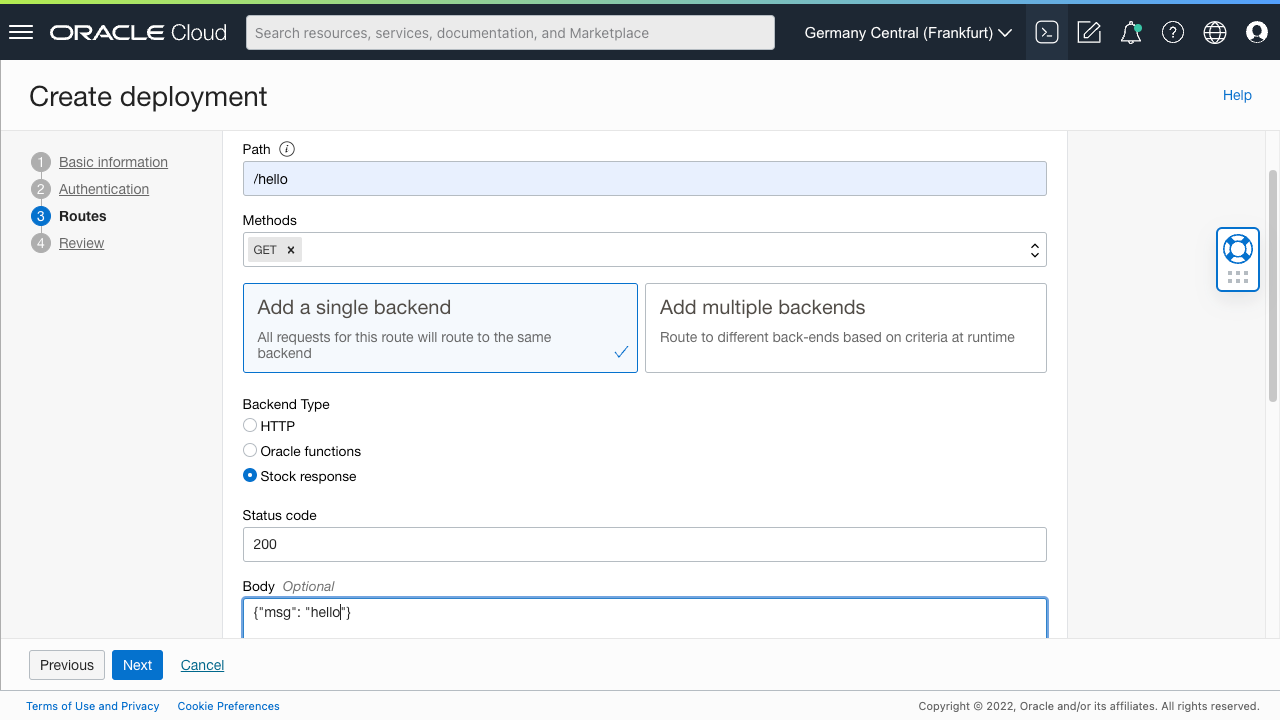 ORACLE Cloud
Search resources, services, documentation, and Marketplace
Germany Central (Frankfurt)
Create deployment
Help
1 Basic information
2 Authentication
3 Routes
4 Review
Path
/hello
Methods
GET
Add a single backend
All requests for this route will route to the same
backend
Add multiple backends
Route to different back-ends based on criteria at runtime
Backend Type
HTTP
Oracle functions
Stock response
Status code
200
Body Optional
{"msg": "hello"}
Previous
Next
Cancel
Terms of Use and Privacy
Cookie Preferences
Copyright © 2022, Oracle and/or its affiliates. All rights reserved.